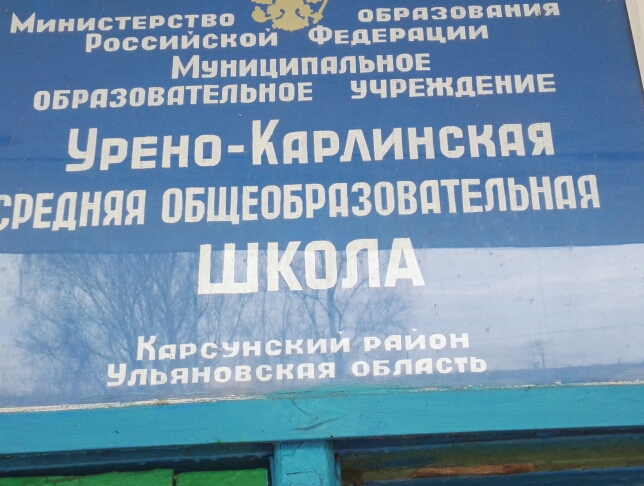 Министерство образования
Российской Федерации
Муниципальное
образовательное учреждение
Урено-Карлинская
средняя общеобразовательная
школа
Карсунский район
Ульяновская область